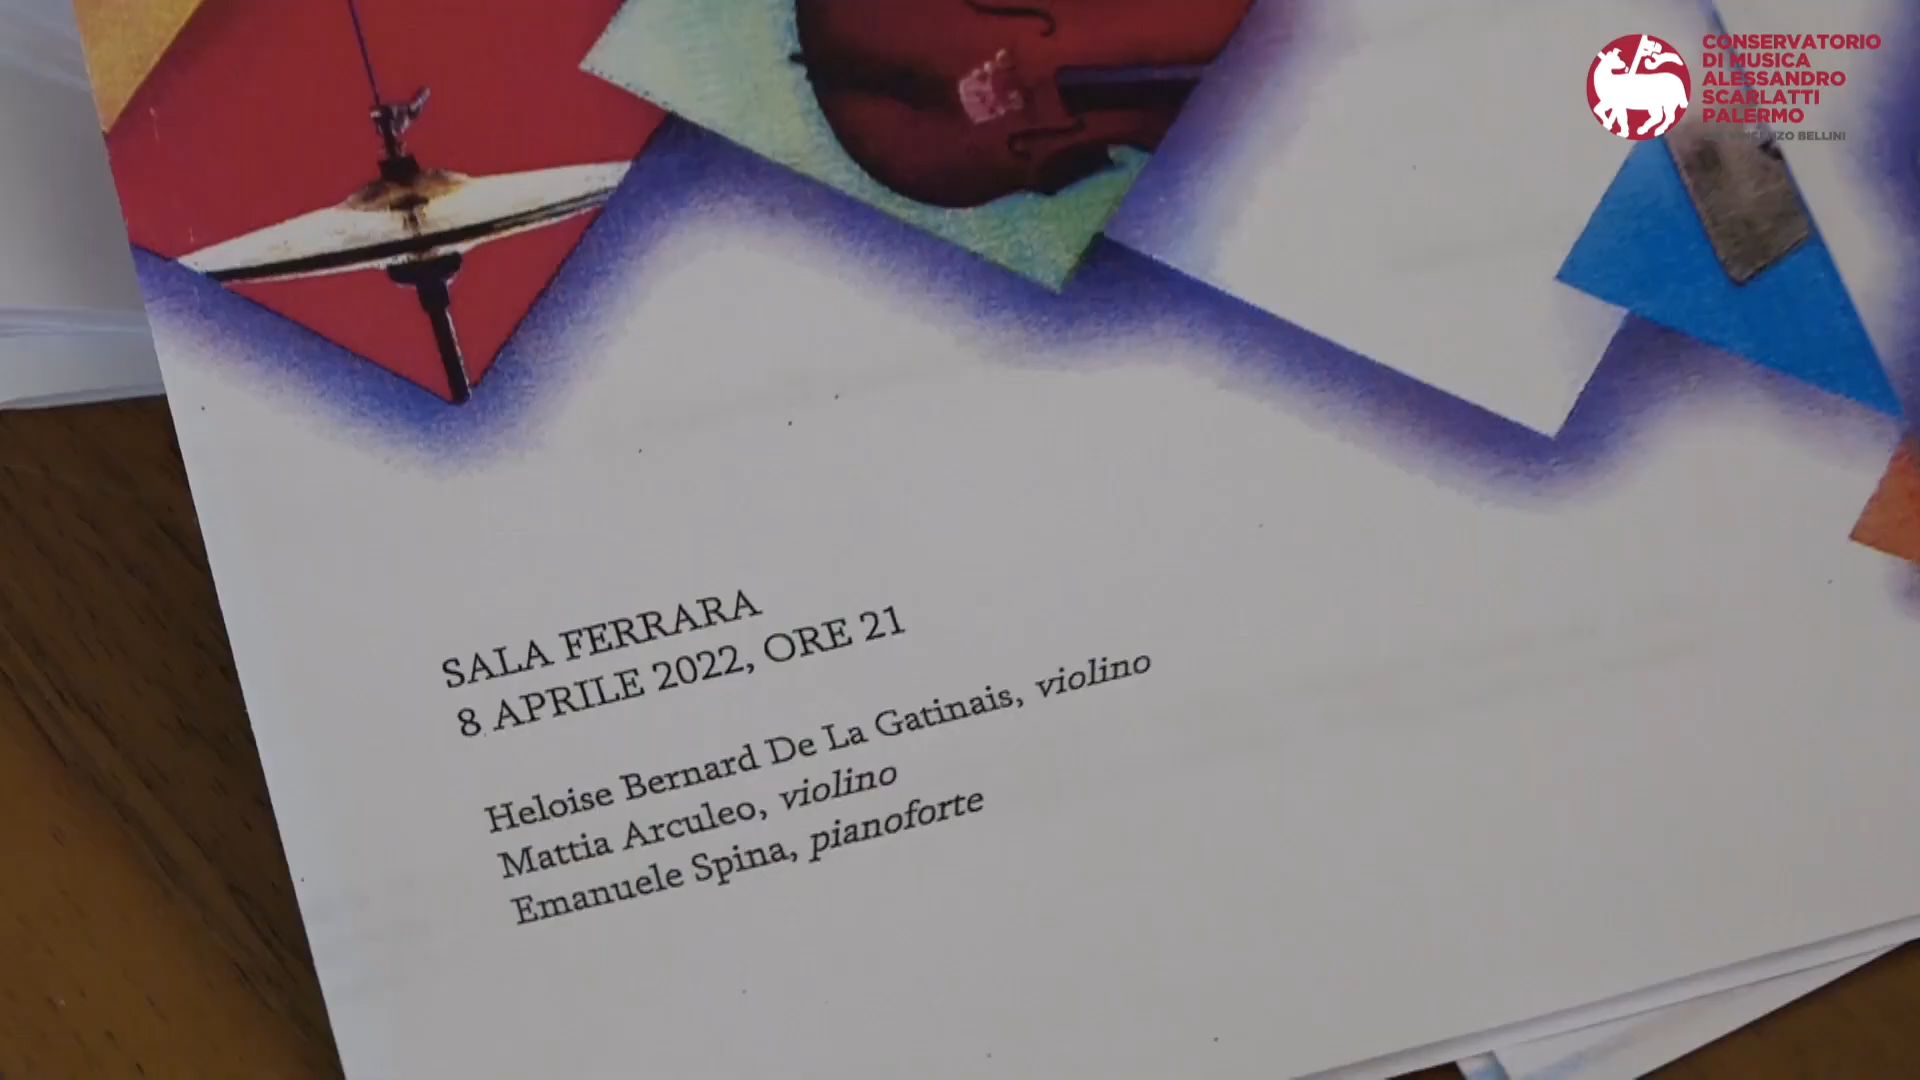 CONSERVATORIO
DI MUSICA
ALESSANDRO
SCARLATTI
PALERMO
BELLINI
SALA FERRARA
8 APRILE 2022, ORE 21
Heloise Bernard De La Gatinais, violino
Mattia Arculeo, violino
Emanuele Spina, pianoforte